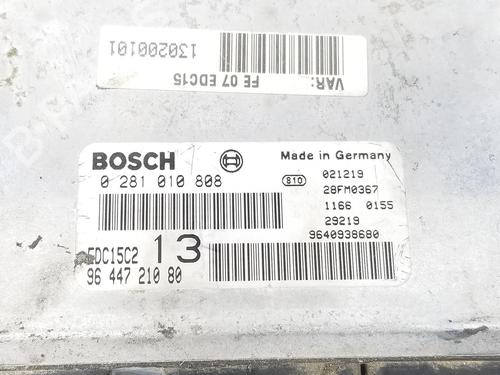 VAR:
FE 07 EDC15
130200101
BOSCH
Made in Germany
0 281 010 808
810
021219
28FM0367
1166 0155
29219
9640938680
EDC15C2
13
96 447 210 80